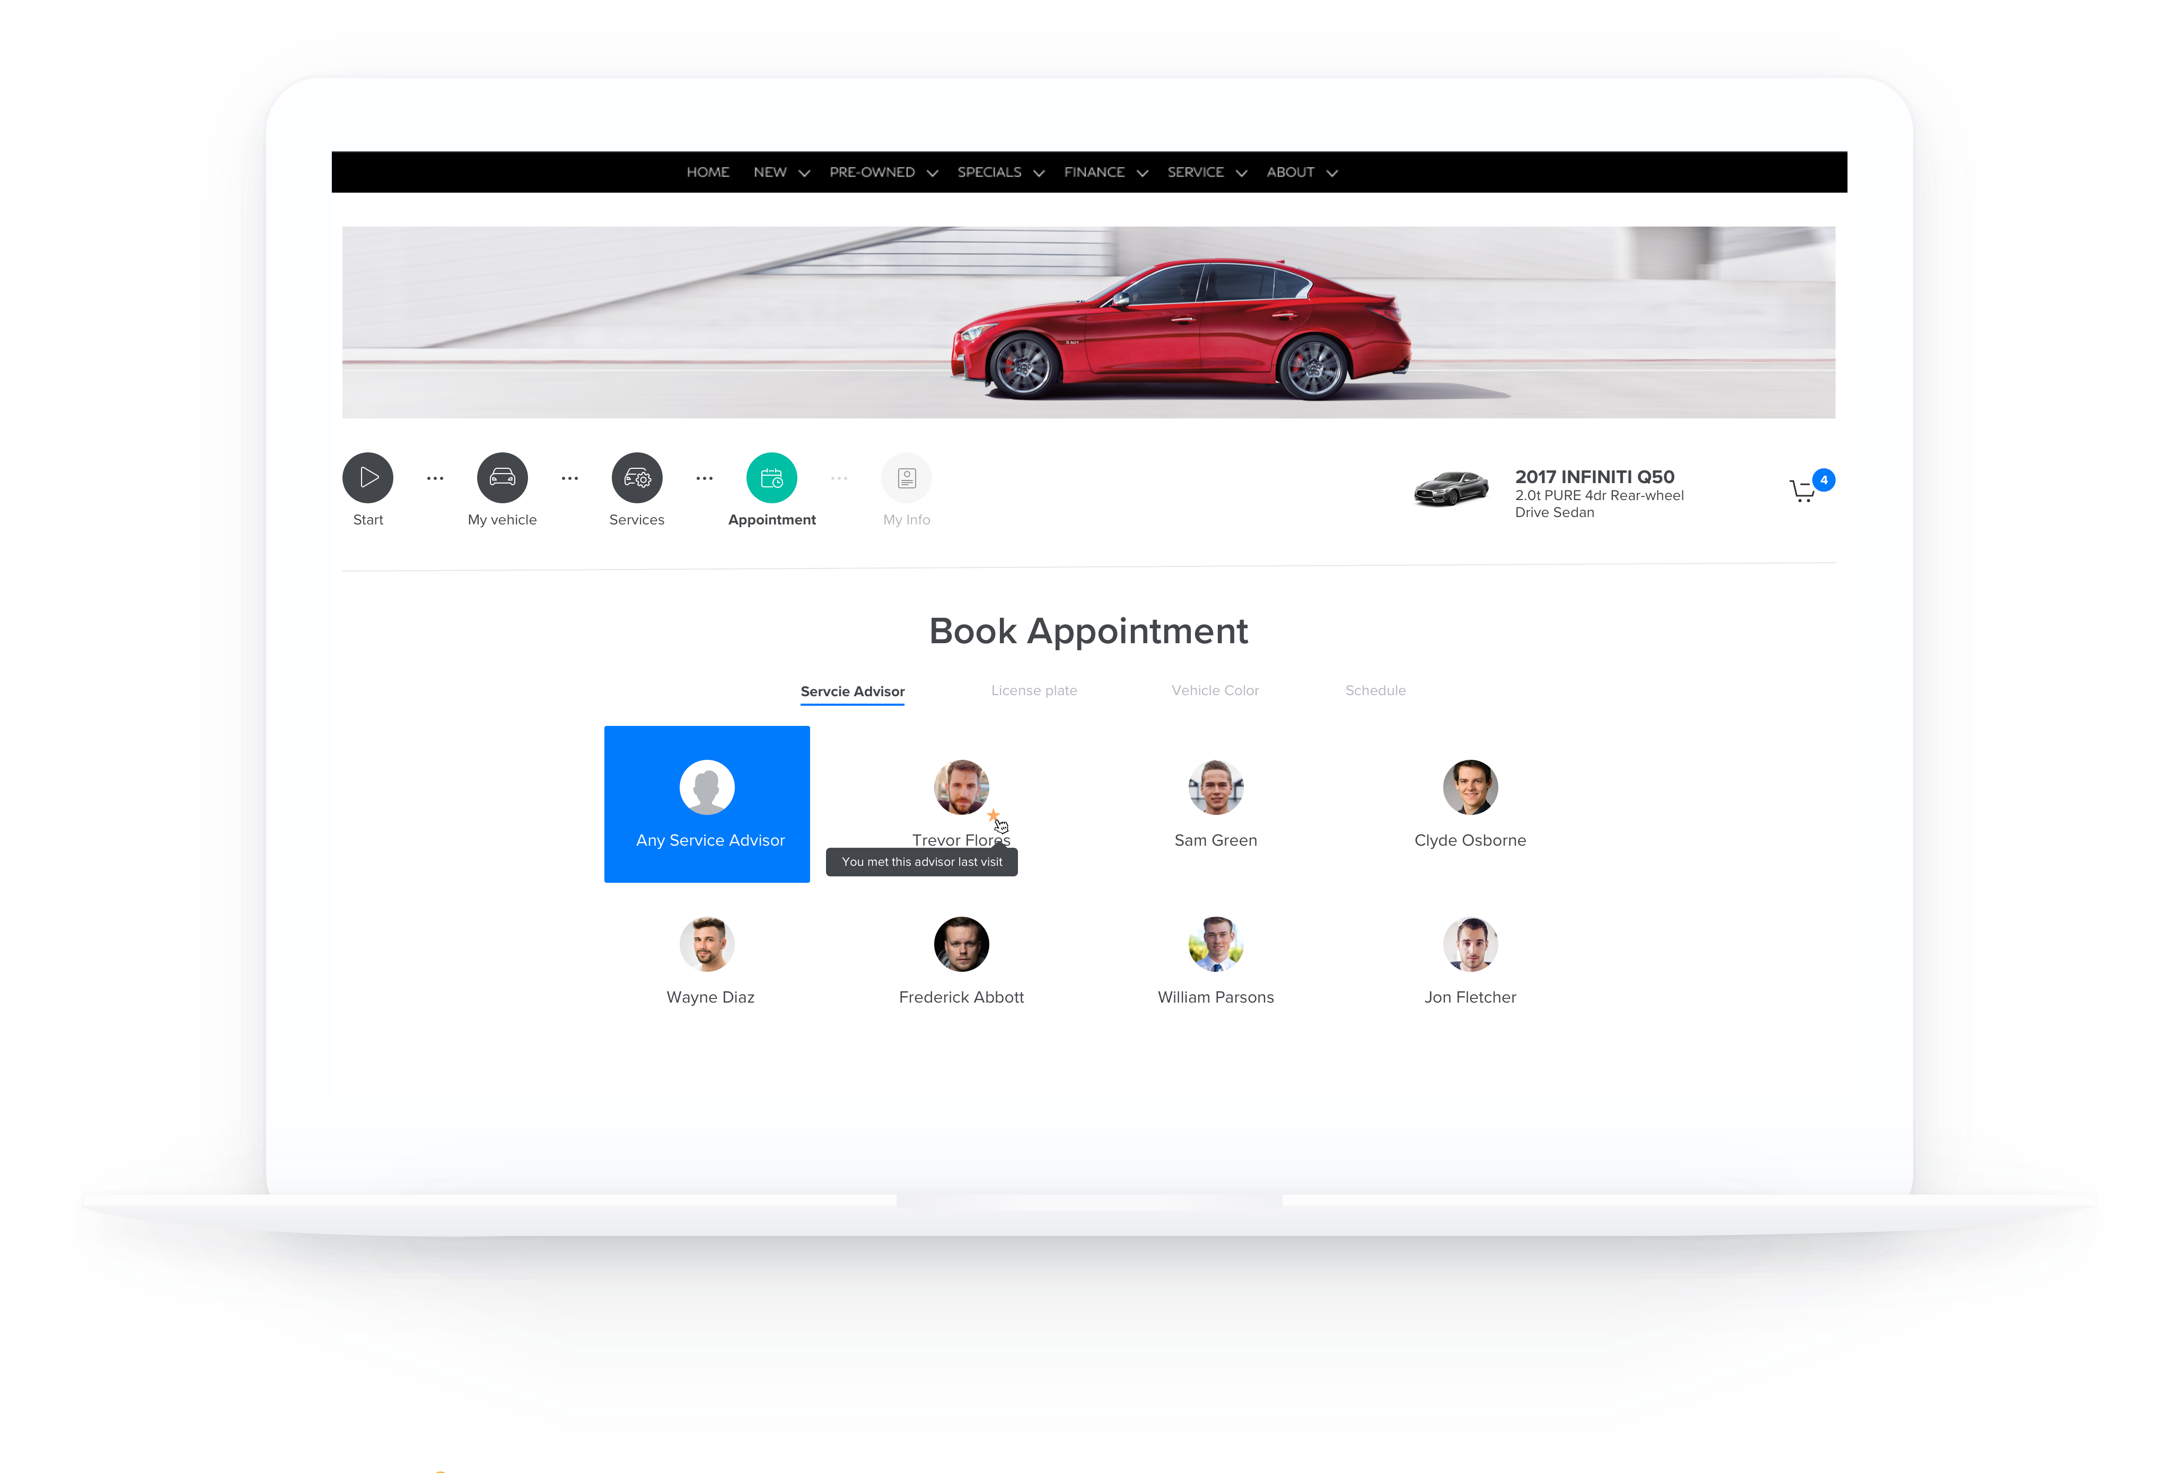 HOME NEW PRE-OWNED SPECIALS FINANCE SERVICE ABOUT
Start
My vehicle
Services
Appointment
My Info
2017 INFINITI Q50
2.0t PURE 4dr Rear-wheel
Drive Sedan
4
Book Appointment
Servcie Advisor License plate Vehicle Color Schedule
Any Service Advisor
Trevor Flores
Sam Green
Clyde Osborne
You met this advisor last visit
Wayne Diaz
Frederick Abbott
William Parsons
Jon Fletcher